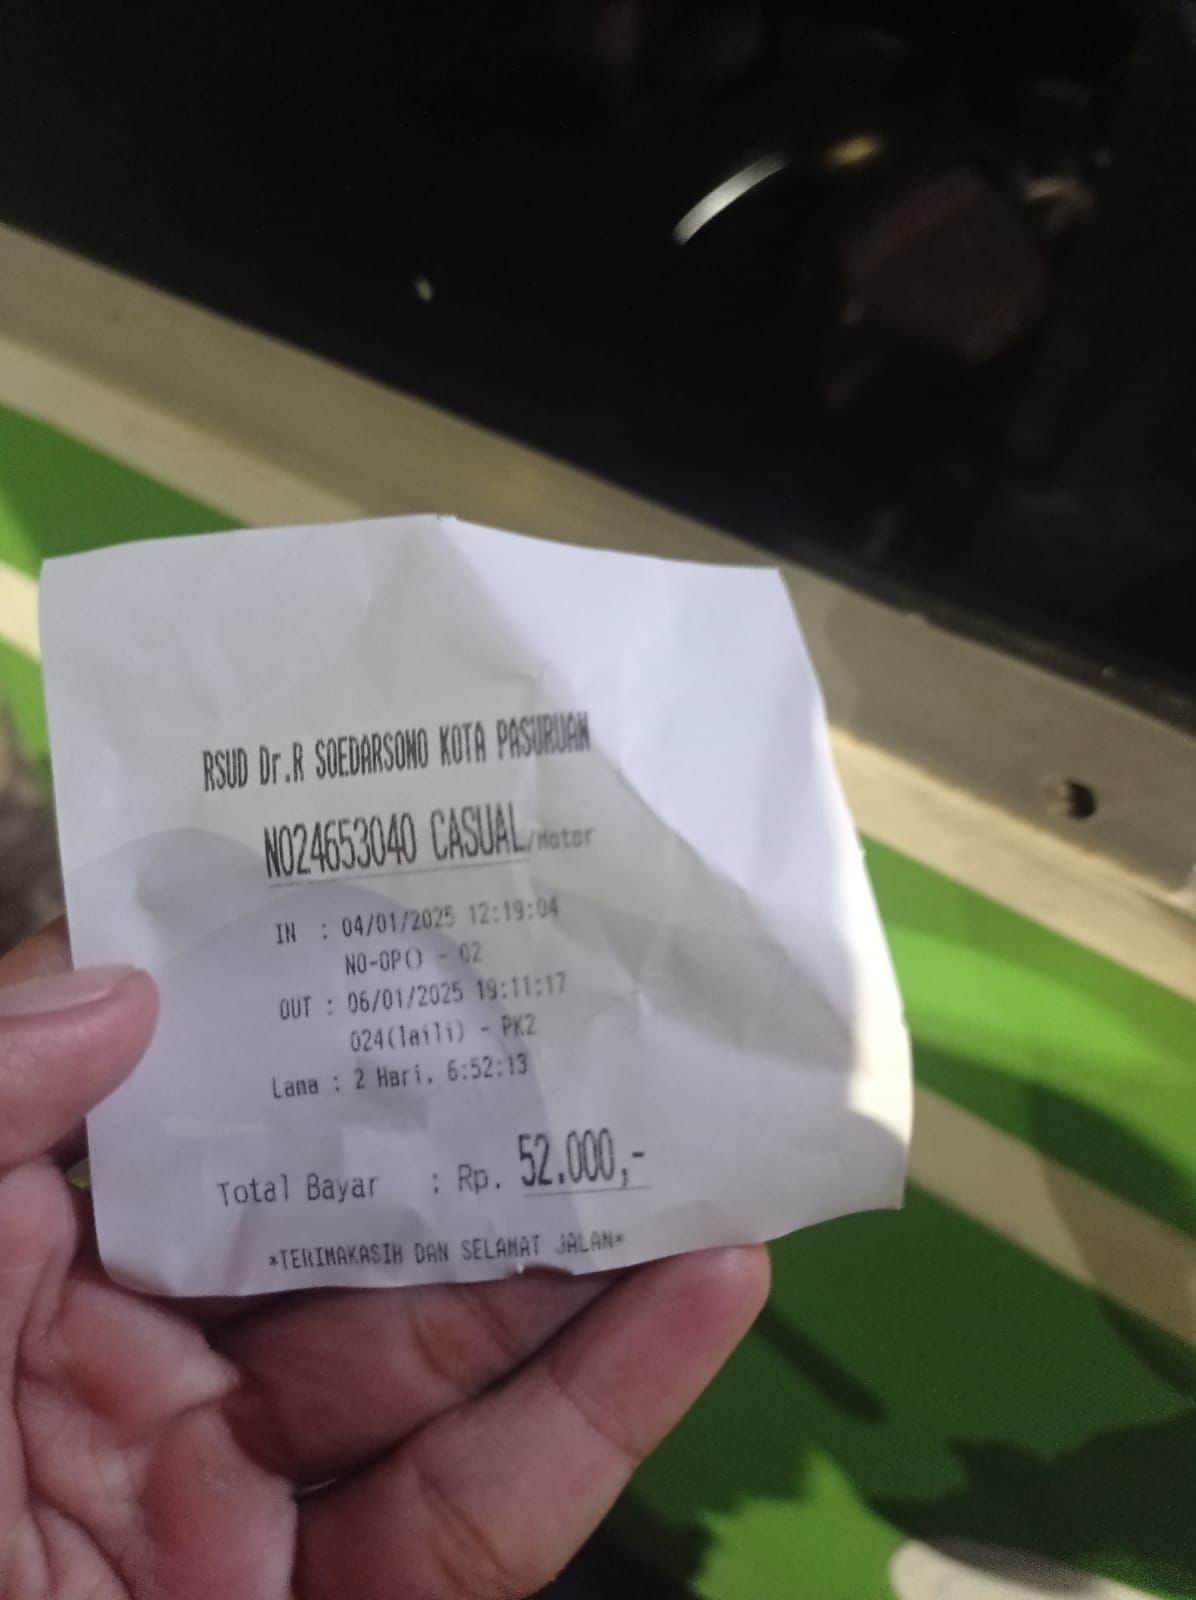 RSUD Dr.R SOEDARSONO KOTA PASURUAN
NO24653040 CASUAL/Motor
IN : 04/01/2025 12:19:04
NO-OP() - 02
OUT : 06/01/2025 19:11:17
024(laili) - PK2
Lama : 2 Hari, 6:52:13
Total Bayar : Rp. 52.000,-
*TERIMAKASIH DAN SELAMAT JALAN*